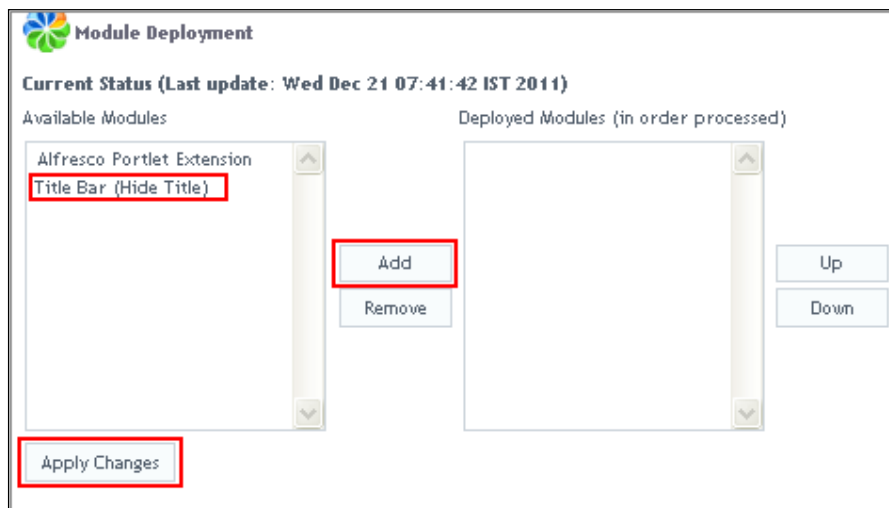 Module Deployment
Current Status (Last update: Wed Dec 21 07:41:42 IST 2011)
Available Modules
Deployed Modules (in order processed)
Alfresco Portlet Extension
Title Bar (Hide Title)
Add
Remove
Up
Down
Apply Changes